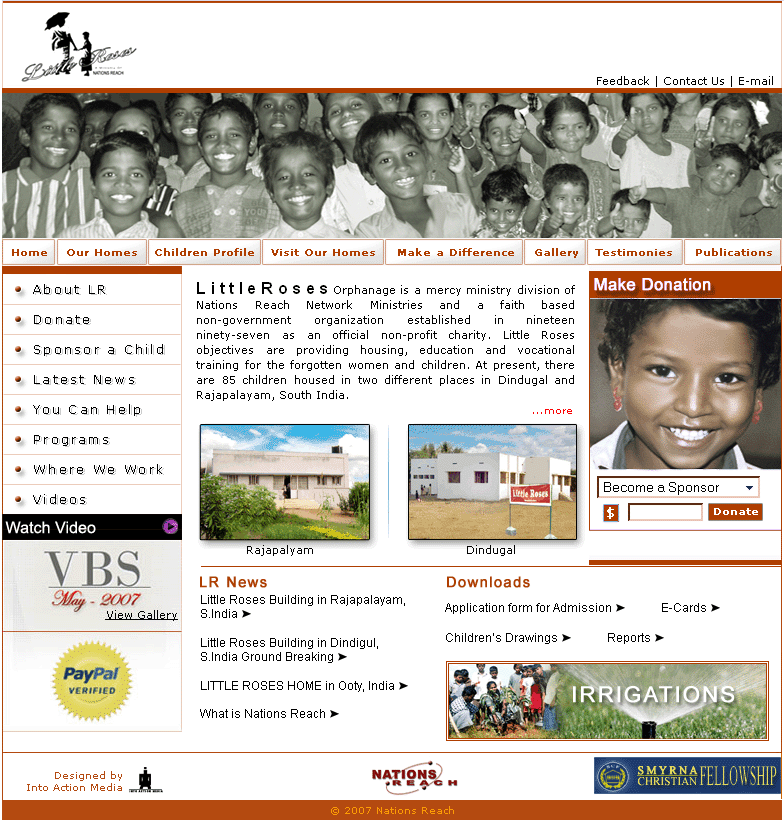 Little Roses
NATIONS REACH
Feedback | Contact Us | E-mail
Home
Our Homes
Children Profile
Visit Our Homes
Make a Difference
Gallery
Testimonies
Publications
About LR
Donate
Sponsor a Child
Latest News
You Can Help
Programs
Where We Work
Videos
Watch Video
VBS
May - 2007
View Gallery
PayPal
VERIFIED
LittleRoses Orphanage is a mercy ministry division of
Nations Reach Network Ministries and a faith based
non-government organization established in nineteen
ninety-seven as an official non-profit charity. Little Roses
objectives are providing housing, education and vocational
training for the forgotten women and children. At present, there
are 85 children housed in two different places in Dindugal and
Rajapalayam, South India.
...more
Little Roses
Rajapalyam
Dindugal
Make Donation
Become a Sponsor
$
Donate
LR News
Little Roses Building in Rajapalayam,
S.India
Little Roses Building in Dindigul,
S.India Ground Breaking
LITTLE ROSES HOME in Ooty, India
What is Nations Reach
Downloads
Application form for Admission
E-Cards
Children's Drawings
Reports
IRRIGATIONS
Designed by
Into Action Media
NATIONS
REACH
SMYRNA
CHRISTIAN FELLOWSHIP
© 2007 Nations Reach